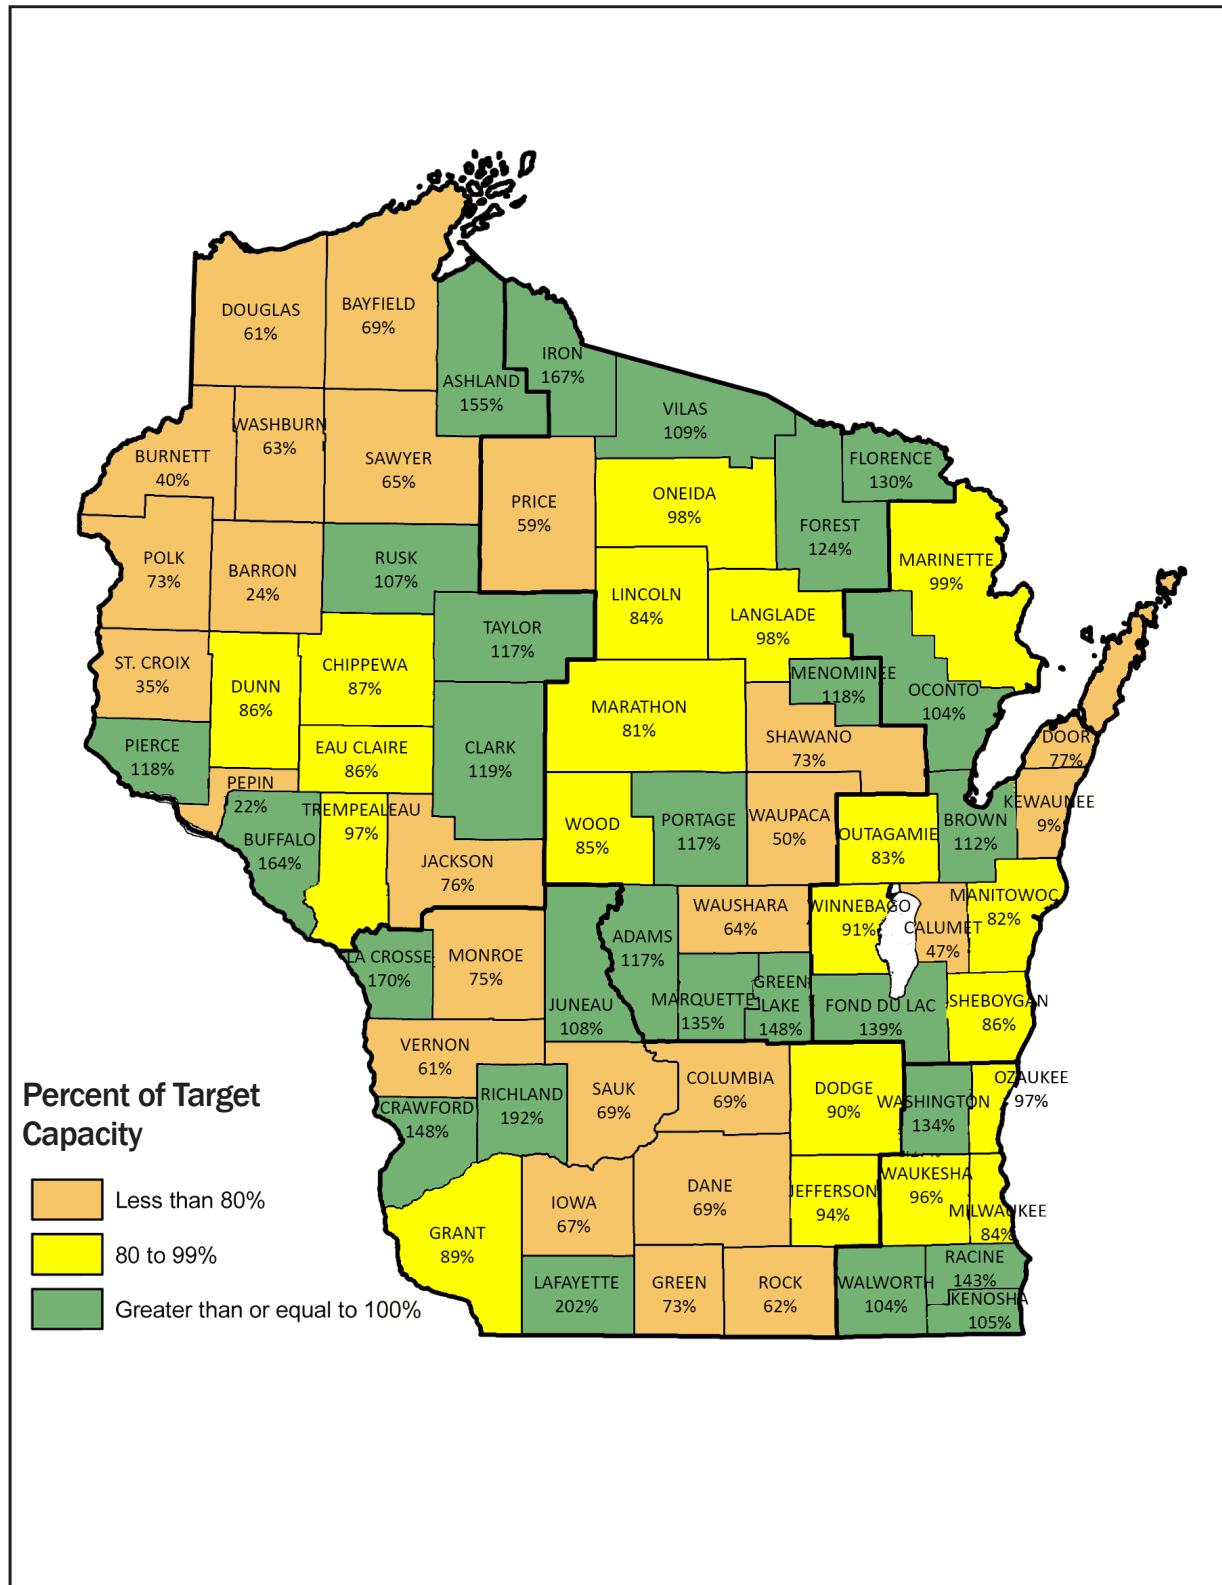 DOUGLAS
61%
BAYFIELD
69%
ASHLAND
155%
IRON
167%
VILAS
109%
FLORENCE
130%
WASHBURN
63%
BURNETT
40%
SAWYER
65%
PRICE
59%
ONEIDA
98%
FOREST
124%
MARINETTE
99%
POLK
73%
BARRON
24%
RUSK
107%
LINCOLN
84%
LANGLADE
98%
TAYLOR
117%
ST. CROIX
35%
DUNN
86%
CHIPPEWA
87%
MENOMINEE
118%
OCONTO
104%
MARATHON
81%
SHAWANO
73%
DOOR
77%
PIERCE
118%
EAU CLAIRE
86%
CLARK
119%
PEPIN
22%
TREMPEALEAU
97%
BUFFALO
164%
JACKSON
76%
WOOD
85%
PORTAGE
117%
WAUPACA
50%
OUTAGAMIE
83%
BROWN
112%
KEWAUNEE
9%
WAUSHARA
64%
WINNEBAGO
91%
CALUMET
47%
MANITOWOC
82%
LA CROSSE
170%
MONROE
75%
JUNEAU
108%
ADAMS
117%
MARQUETTE
135%
GREEN
LAKE
148%
FOND DU LAC
139%
SHEBOYGAN
86%
VERNON
61%
RICHLAND
192%
SAUK
69%
COLUMBIA
69%
DODGE
90%
WASHINGTON
134%
OZAUKEE
97%
CRAWFORD
148%
GRANT
89%
IOWA
67%
DANE
69%
JEFFERSON
94%
WAUKESHA
96%
MILWAUKEE
84%
LAFAYETTE
202%
GREEN
73%
ROCK
62%
WALWORTH
104%
RACINE
143%
KENOSHA
105%
Percent of Target
Capacity
Less than 80%
80 to 99%
Greater than or equal to 100%